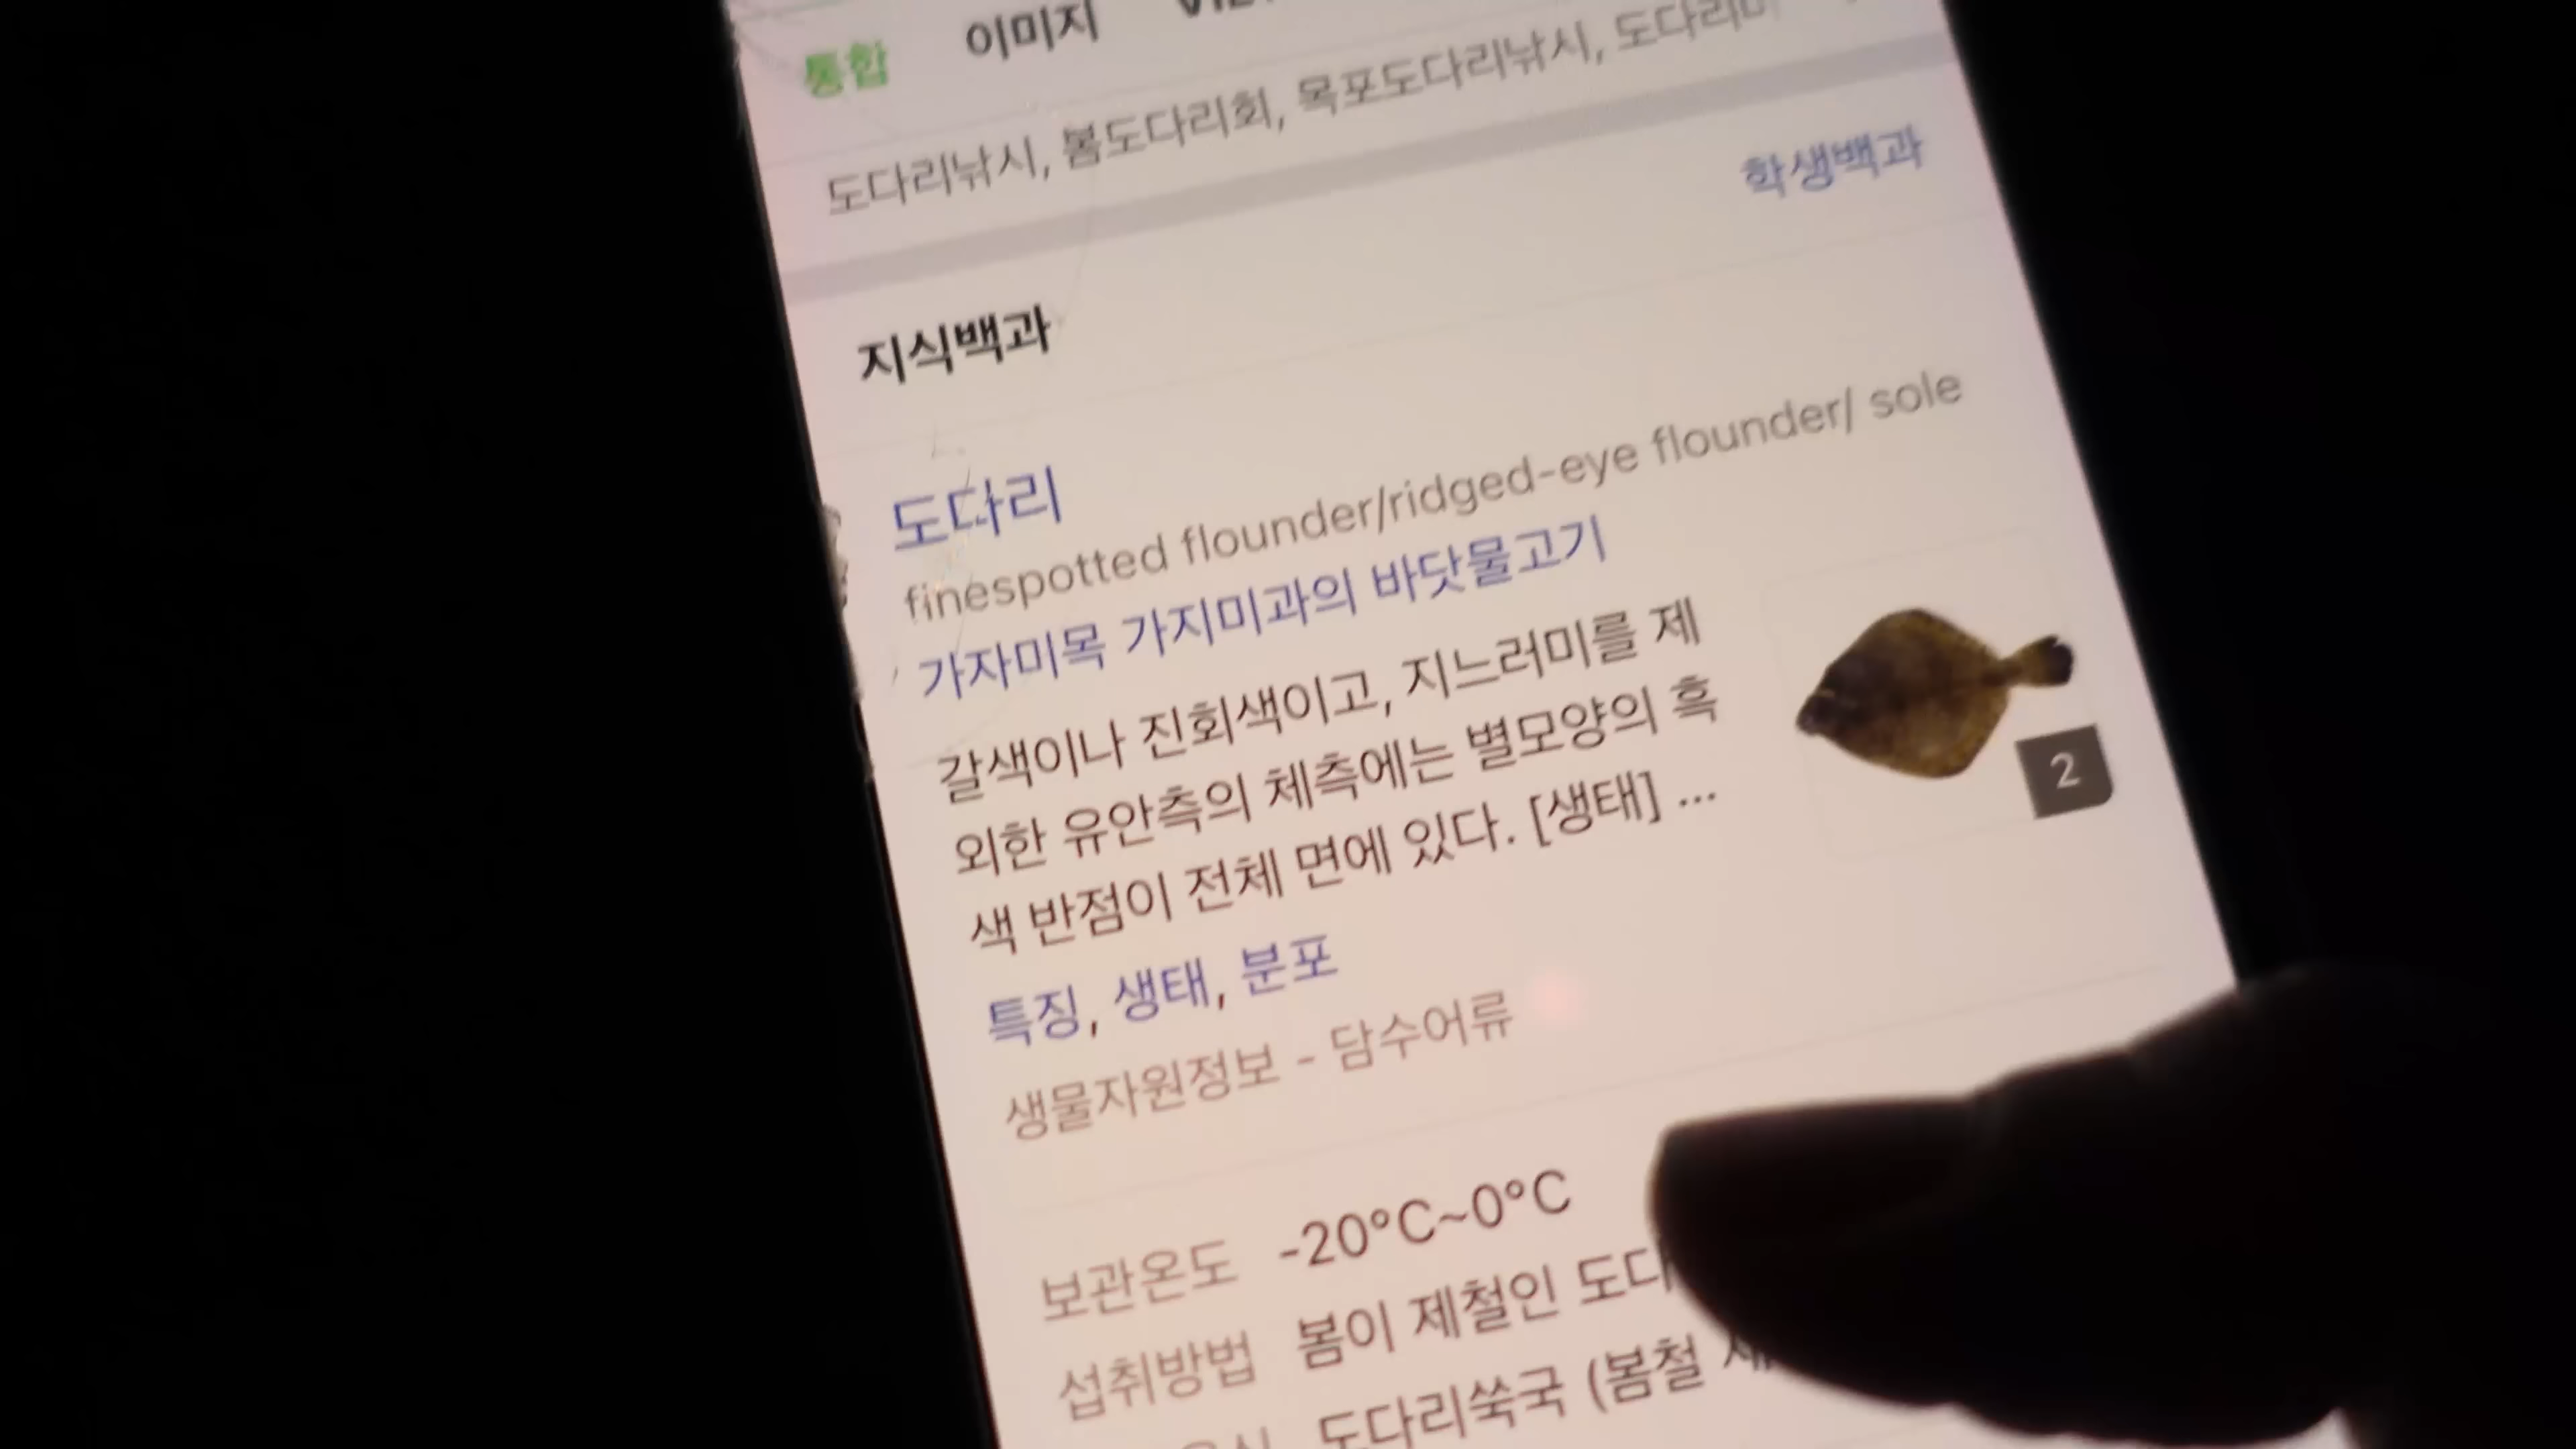 통합 이미지
도다리낚시, 봄도다리회, 목포도다리낚시,
학생백과
지식백과
도다리
finespotted flounder/ridged-eye flounder/ sole
가자미목 가지미과의 바닷물고기
갈색이나 진회색이고, 지느러미를 제
외한 유안측의 체측에는 별모양의 흑
색 반점이 전체 면에 있다. [생태] ...
2
특징, 생태, 분포
생물자원정보 - 담수어류
보관온도 -20°C~0°C
섭취방법 봄이 제철인
도다리쑥국 (봄철